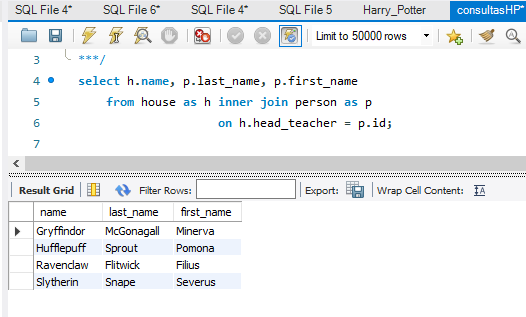 SQL File 4* SQL File 6* SQL File 4* SQL File 5 Harry_Potter consultasHP*
Limit to 50000 rows
3 ***/
4 select h.name, p.last_name, p.first_name
5 from house as h inner join person as p
6 on h.head_teacher = p.id;
7
Result Grid Filter Rows: Export: Wrap Cell Content: IA
name last_name first_name
Gryffindor McGonagall Minerva
Hufflepuff Sprout Pomona
Ravenclaw Flitwick Filius
Slytherin Snape Severus